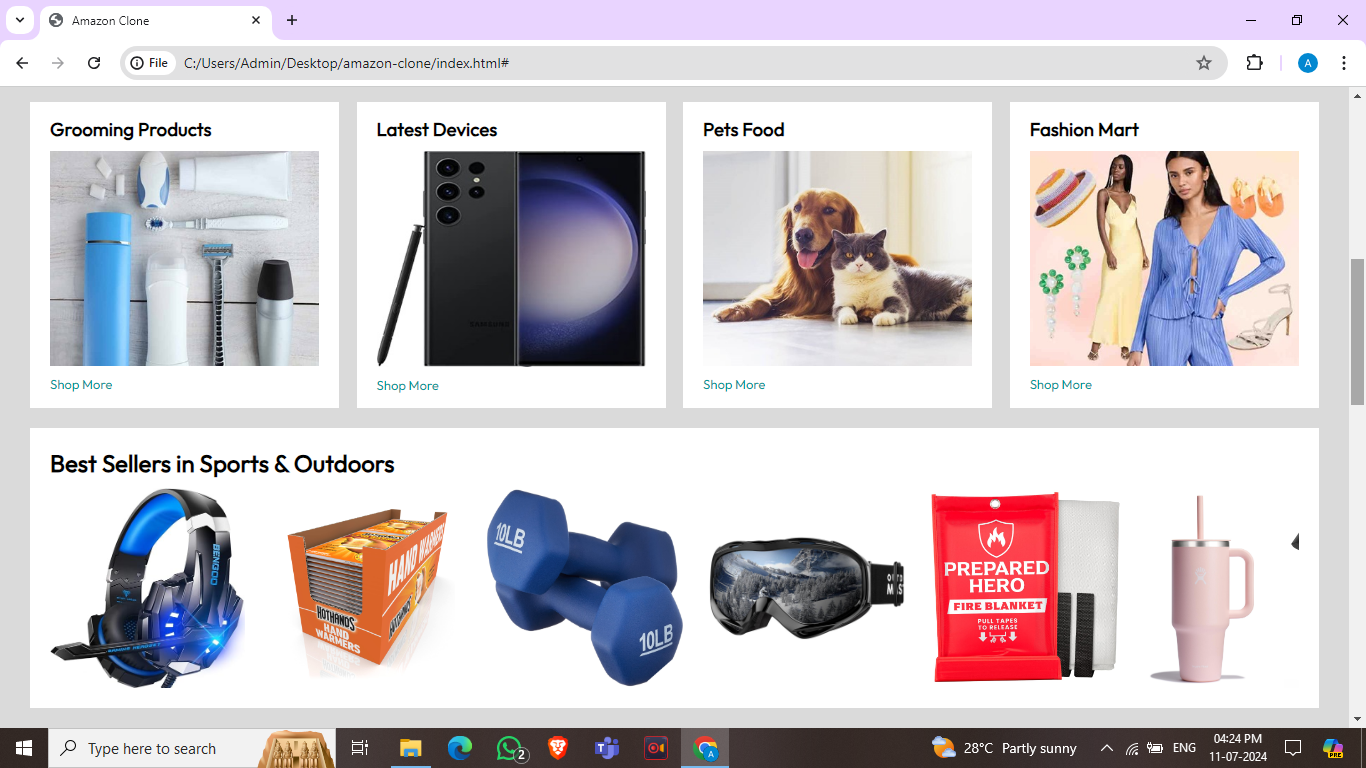 Amazon Clone
File
C:/Users/Admin/Desktop/amazon-clone/index.html#
A
Grooming Products
Latest Devices
Pets Food
Fashion Mart
SAMSUNG
Shop More
Shop More
Shop More
Shop More
Best Sellers in Sports & Outdoors
BENGOO
HAND WARMERS
HOTHANDS
HAND
WARMERS
10LB
10LB
PREPARED
HERO
FIRE BLANKET
PULL TAPES
TO RELEASE
Type here to search
2
A
28°C Partly sunny
ENG
04:24 PM
11-07-2024
PRE